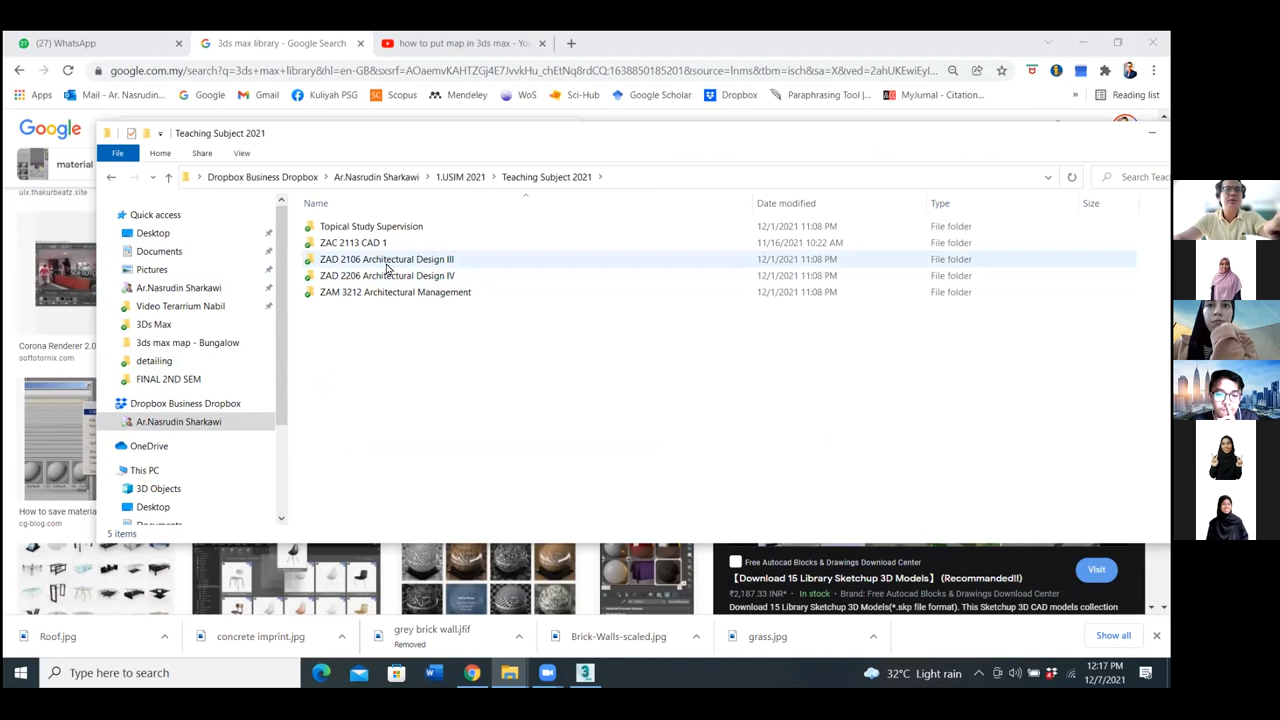 (27) WhatsApp
3ds max library - Google Search
how to put map in 3ds max - You
google.com.my/search?q=3ds+max+library&hl=en-GB&sxsrf=AOaemvKAHTZGj4E7JvvkHu_chEtNq8rdCQ:1638850185201&source=lnms&tbm=isch&sa=X&ved=2ahUKEwiEyI...
Apps
Mail - Ar. Nasrudin...
Google
Gmail
Kuliyah PSG
Scopus
Mendeley
WoS
Sci-Hub
Google Scholar
Dropbox
Paraphrasing Tool |...
MyJurnal - Citation...
»
Reading list
Google
Teaching Subject 2021
File
Home
Share
View
material
ulx.thakurbeatz.site
Dropbox Business Dropbox > Ar.Nasrudin Sharkawi > 1.USIM 2021 > Teaching Subject 2021 >
Search Teac
Name
Date modified
Type
Size
Quick access
Desktop
Documents
Pictures
Ar.Nasrudin Sharkawi
Video Terarrium Nabil
3Ds Max
3ds max map - Bungalow
detailing
FINAL 2ND SEM
Dropbox Business Dropbox
Ar.Nasrudin Sharkawi
OneDrive
This PC
3D Objects
Desktop
Documents
Topical Study Supervision 12/1/2021 11:08 PM File folder
ZAC 2113 CAD 1 11/16/2021 10:22 AM File folder
ZAD 2106 Architectural Design III 12/1/2021 11:08 PM File folder
ZAD 2206 Architectural Design IV 12/1/2021 11:08 PM File folder
ZAM 3212 Architectural Management 12/1/2021 11:08 PM File folder
5 items
Corona Renderer 2.0
softotornix.com
How to save materia
cg-blog.com
Free Autocad Blocks & Drawings Download Center
【Download 15 Library Sketchup 3D Models】 (Recommanded!!)
₹2,187.33 INR* · In stock · Brand: Free Autocad Blocks & Drawings Download Center
Download 15 Library Sketchup 3D Models(*.skp file format). This Sketchup 3D CAD models collection
Visit
Roof.jpg
concrete imprint.jpg
grey brick wall.jfif
Removed
Brick-Walls-scaled.jpg
grass.jpg
Show all
Type here to search
32°C Light rain
12:17 PM
12/7/2021